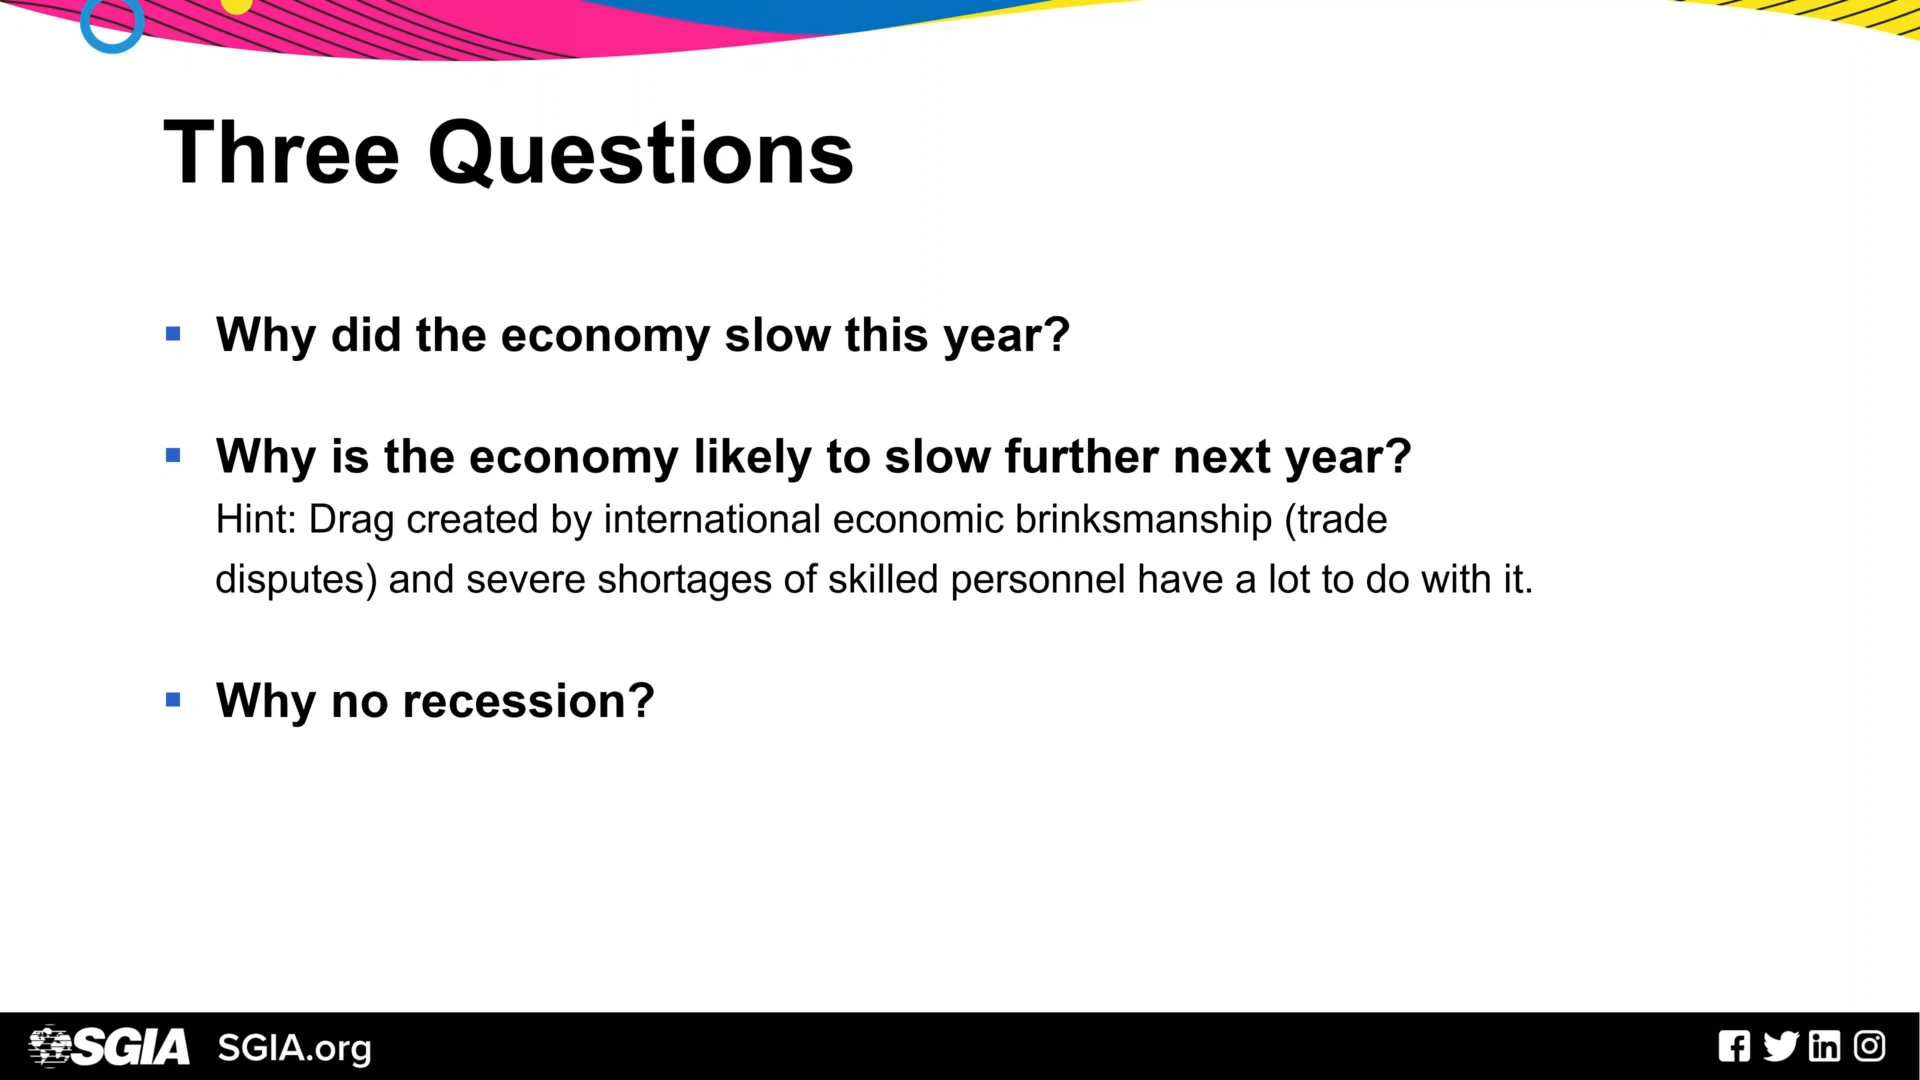 Three Questions
Why did the economy slow this year?
Why is the economy likely to slow further next year?
Hint: Drag created by international economic brinksmanship (trade
disputes) and severe shortages of skilled personnel have a lot to do with it.
Why no recession?
SGIA SGIA.org